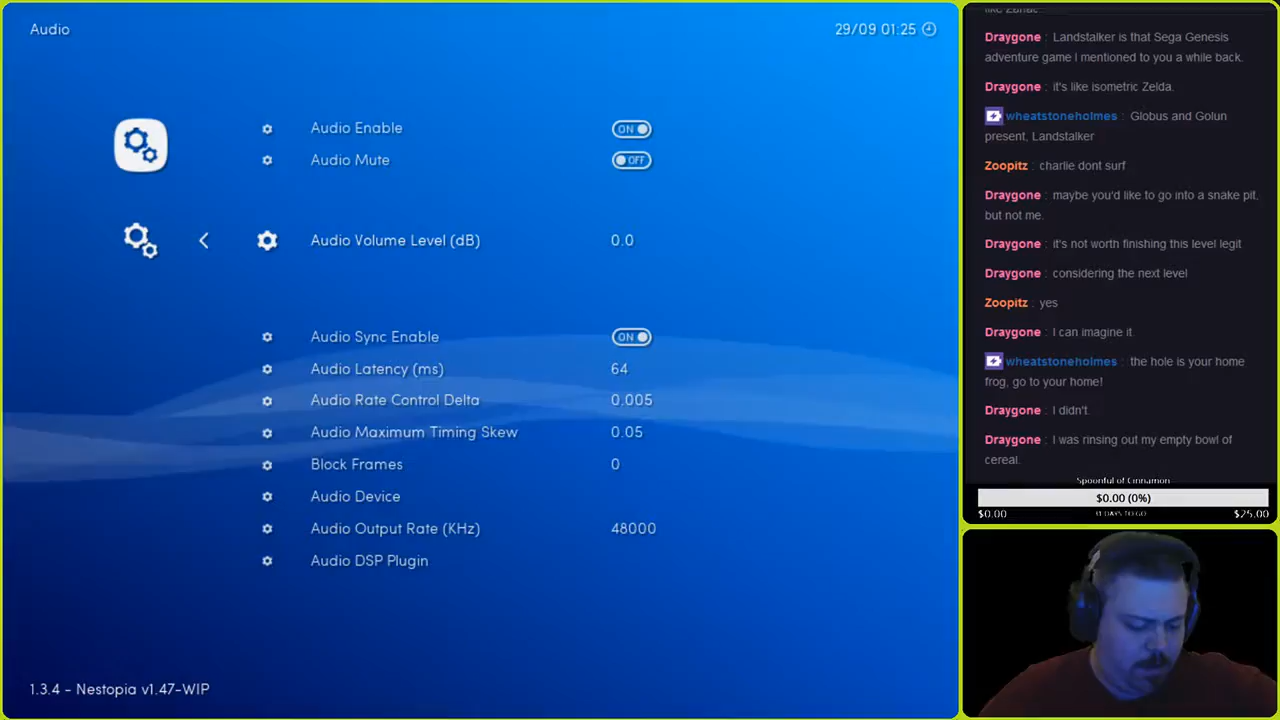 Audio
29/09 01:25
Audio Enable
ON
Audio Mute
OFF
Audio Volume Level (dB)
0.0
Audio Sync Enable
ON
Audio Latency (ms)
64
Audio Rate Control Delta
0.005
Audio Maximum Timing Skew
0.05
Block Frames
0
Audio Device
Audio Output Rate (KHz)
48000
Audio DSP Plugin
1.3.4 - Nestopia v1.47-WIP
like Zanac.
Draygone : Landstalker is that Sega Genesis
adventure game I mentioned to you a while back.
Draygone : it's like isometric Zelda.
wheatstoneholmes : Globus and Golun
present, Landstalker
Zoopitz : charlie dont surf
Draygone : maybe you'd like to go into a snake pit,
but not me.
Draygone : it's not worth finishing this level legit
Draygone : considering the next level
Zoopitz : yes
Draygone : I can imagine it.
wheatstoneholmes : the hole is your home
frog, go to your home!
Draygone : I didn't.
Draygone : I was rinsing out my empty bowl of
cereal.
Spoonful of Cinnamon
$0.00 (0%)
$0.00
DAYS TO GO
$25.00